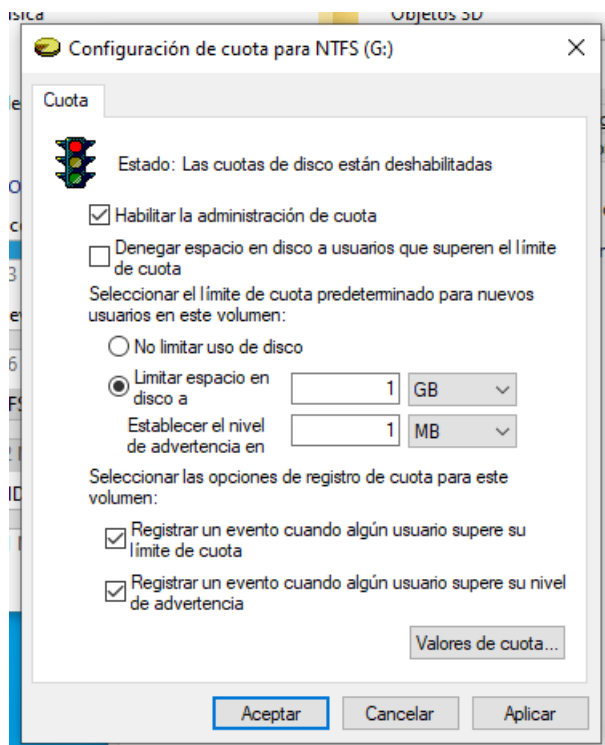 Objetos 3D
Configuración de cuota para NTFS (G:)
Cuota
Estado: Las cuotas de disco están deshabilitadas
Habilitar la administración de cuota
Denegar espacio en disco a usuarios que superen el límite
de cuota
Seleccionar el límite de cuota predeterminado para nuevos
usuarios en este volumen:
No limitar uso de disco
Limitar espacio en
disco a
1 GB
Establecer el nivel
de advertencia en
1 MB
Seleccionar las opciones de registro de cuota para este
volumen:
Registrar un evento cuando algún usuario supere su
límite de cuota
Registrar un evento cuando algún usuario supere su nivel
de advertencia
Valores de cuota...
Aceptar Cancelar Aplicar